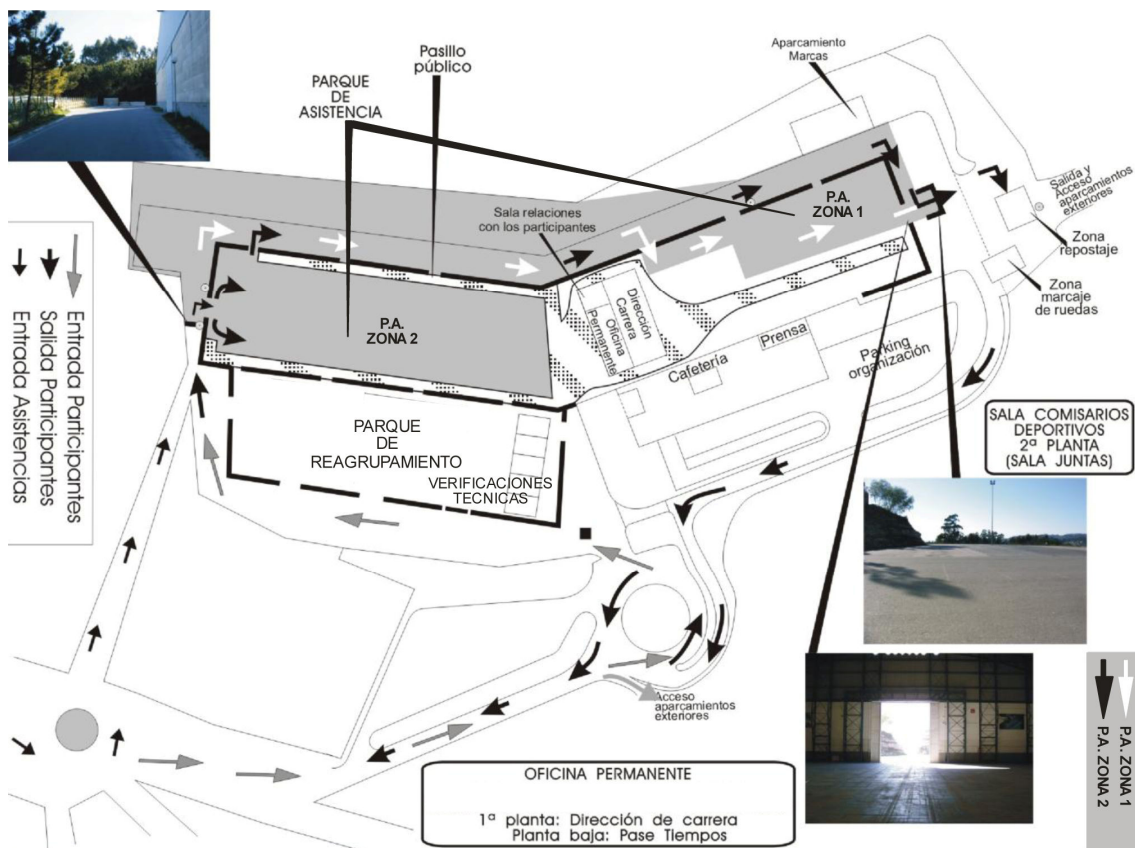 Aparcamiento
Marcas
Pasillo
público
PARQUE
DE
ASISTENCIA
Salida y
Acceso
aparcamientos
exteriores
P.A.
ZONA 1
Sala relaciones
con los participantes
Zona
repostaje
Zona
marcaje
de ruedas
Dirección
Carrera
Oficina
Permanente
P.A.
ZONA 2
Prensa
Cafetería
Parking
organización
Entrada Participantes
Salida Participantes
Entrada Asistencias
SALA COMISARIOS
DEPORTIVOS
2ª PLANTA
(SALA JUNTAS)
PARQUE
DE
REAGRUPAMIENTO
VERIFICACIONES
TECNICAS
Acceso
aparcamientos
exteriores
OFICINA PERMANENTE
1ª planta: Dirección de carrera
Planta baja: Pase Tiempos
P.A. ZONA 1
P.A. ZONA 2